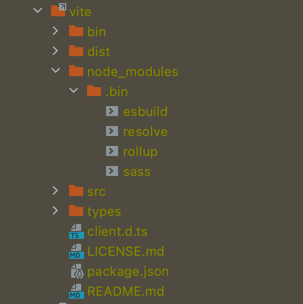 vite
bin
dist
node_modules
.bin
esbuild
resolve
rollup
sass
src
types
client.d.ts
LICENSE.md
package.json
README.md